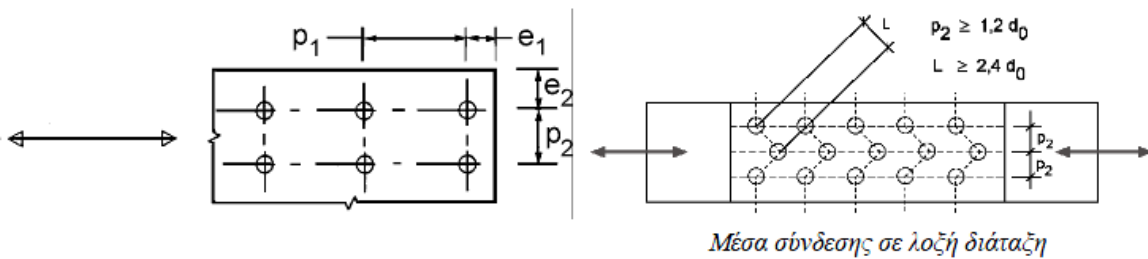 p1
e1
e2
p2
L
p2 ≥ 1,2 d0
L ≥ 2,4 d0
p2
p2
Μέσα σύνδεσης σε λοξή διάταξη